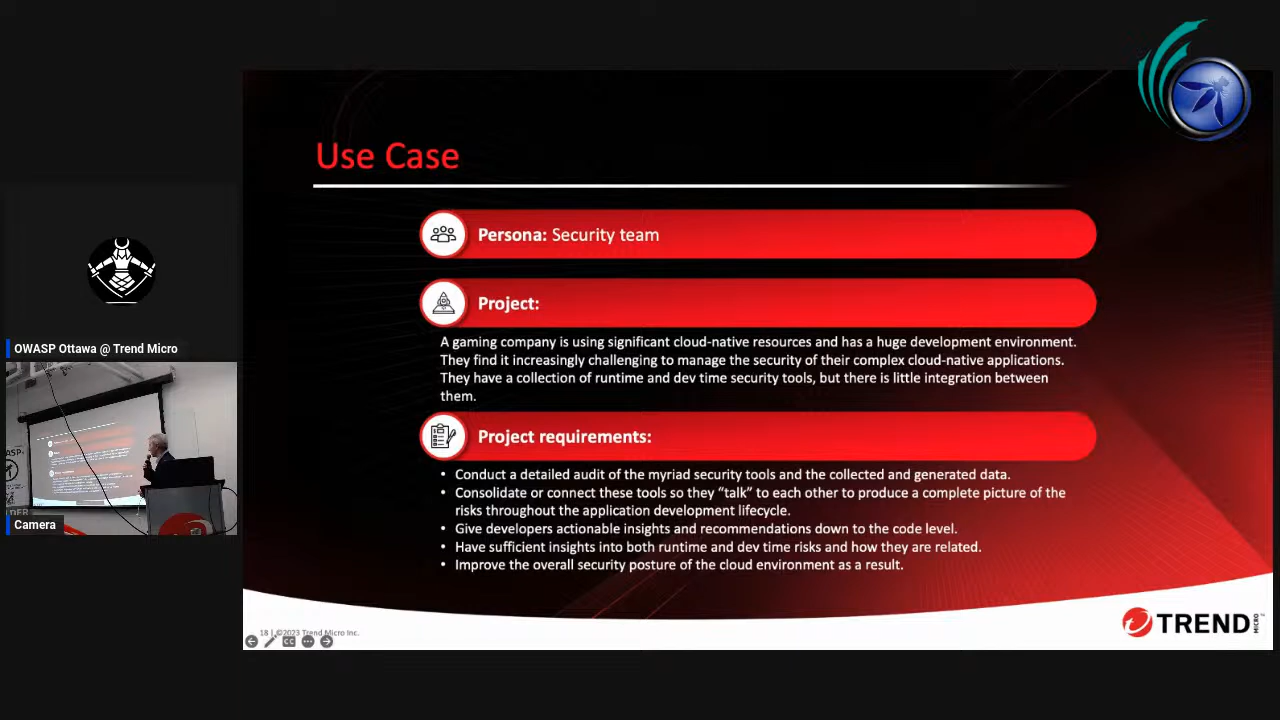 Use Case
Persona: Security team
Project:
A gaming company is using significant cloud-native resources and has a huge development environment.
They find it increasingly challenging to manage the security of their complex cloud-native applications.
They have a collection of runtime and dev time security tools, but there is little integration between
them.
Project requirements:
• Conduct a detailed audit of the myriad security tools and the collected and generated data.
• Consolidate or connect these tools so they “talk” to each other to produce a complete picture of the
risks throughout the application development lifecycle.
• Give developers actionable insights and recommendations down to the code level.
• Have sufficient insights into both runtime and dev time risks and how they are related.
• Improve the overall security posture of the cloud environment as a result.
18 | ©2023 Trend Micro Inc.
CC
TREND
MICRO
OWASP Ottawa @ Trend Micro
Camera